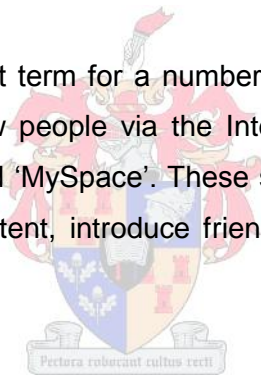 t term for a number
v people via the Inte
l ‘MySpace’. These s
tent, introduce frien
Pectora roborant cultus recti